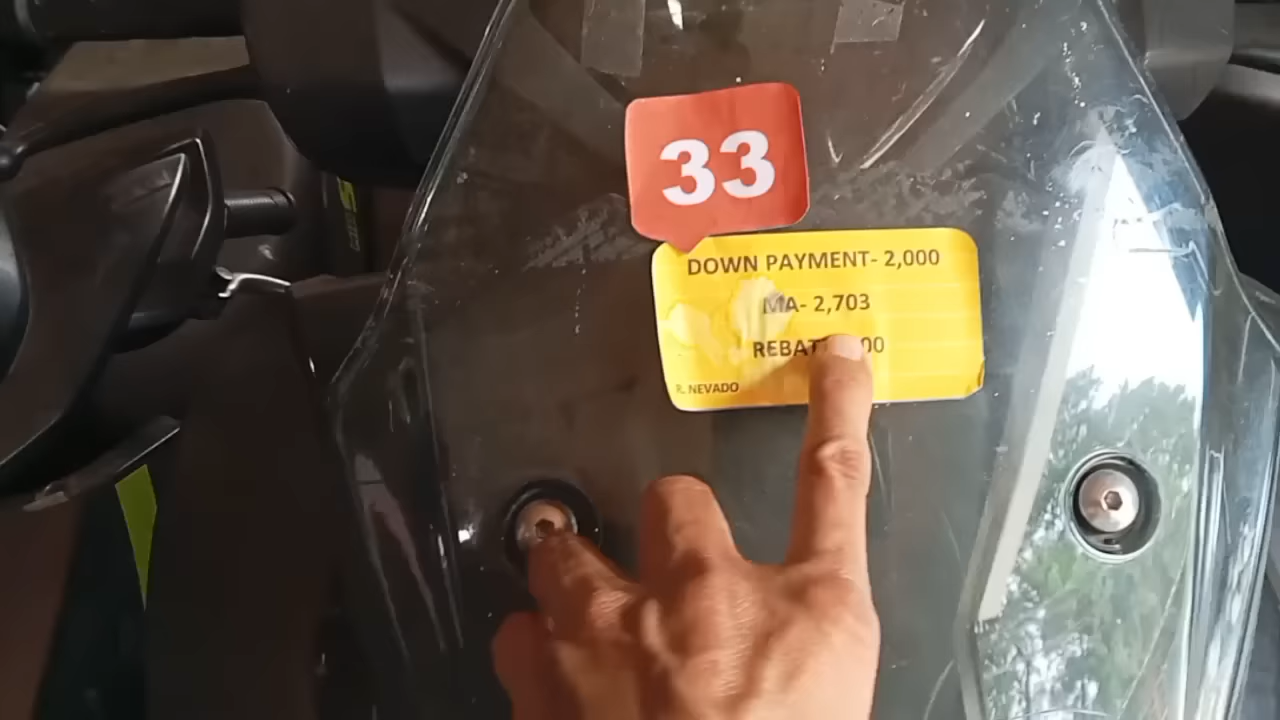 33
DOWN PAYMENT- 2,000
MA- 2,703
R. NEVADO